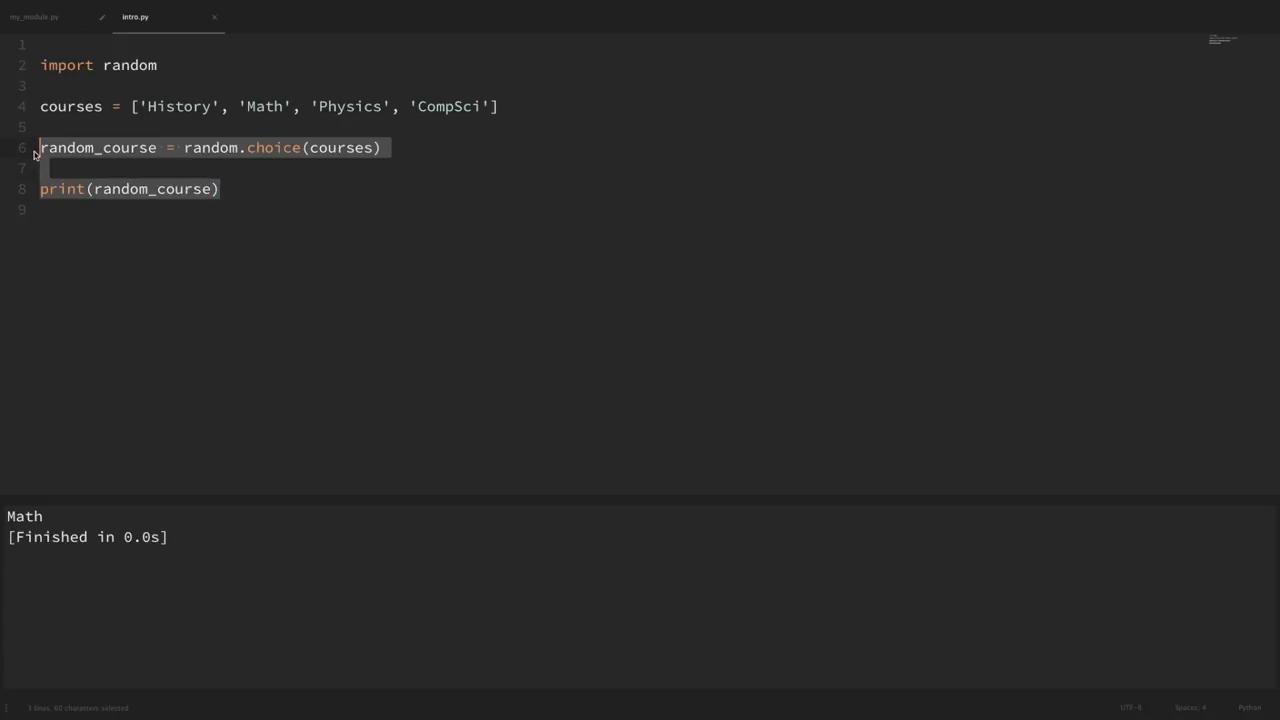 my_module.py
intro.py
1
2 import random
3
4 courses = ['History', 'Math', 'Physics', 'CompSci']
5
6 random_course = random.choice(courses)
7
8 print(random_course)
9
Math
[Finished in 0.0s]
3 lines, 60 characters selected
UTF-8
Spaces: 4
Python